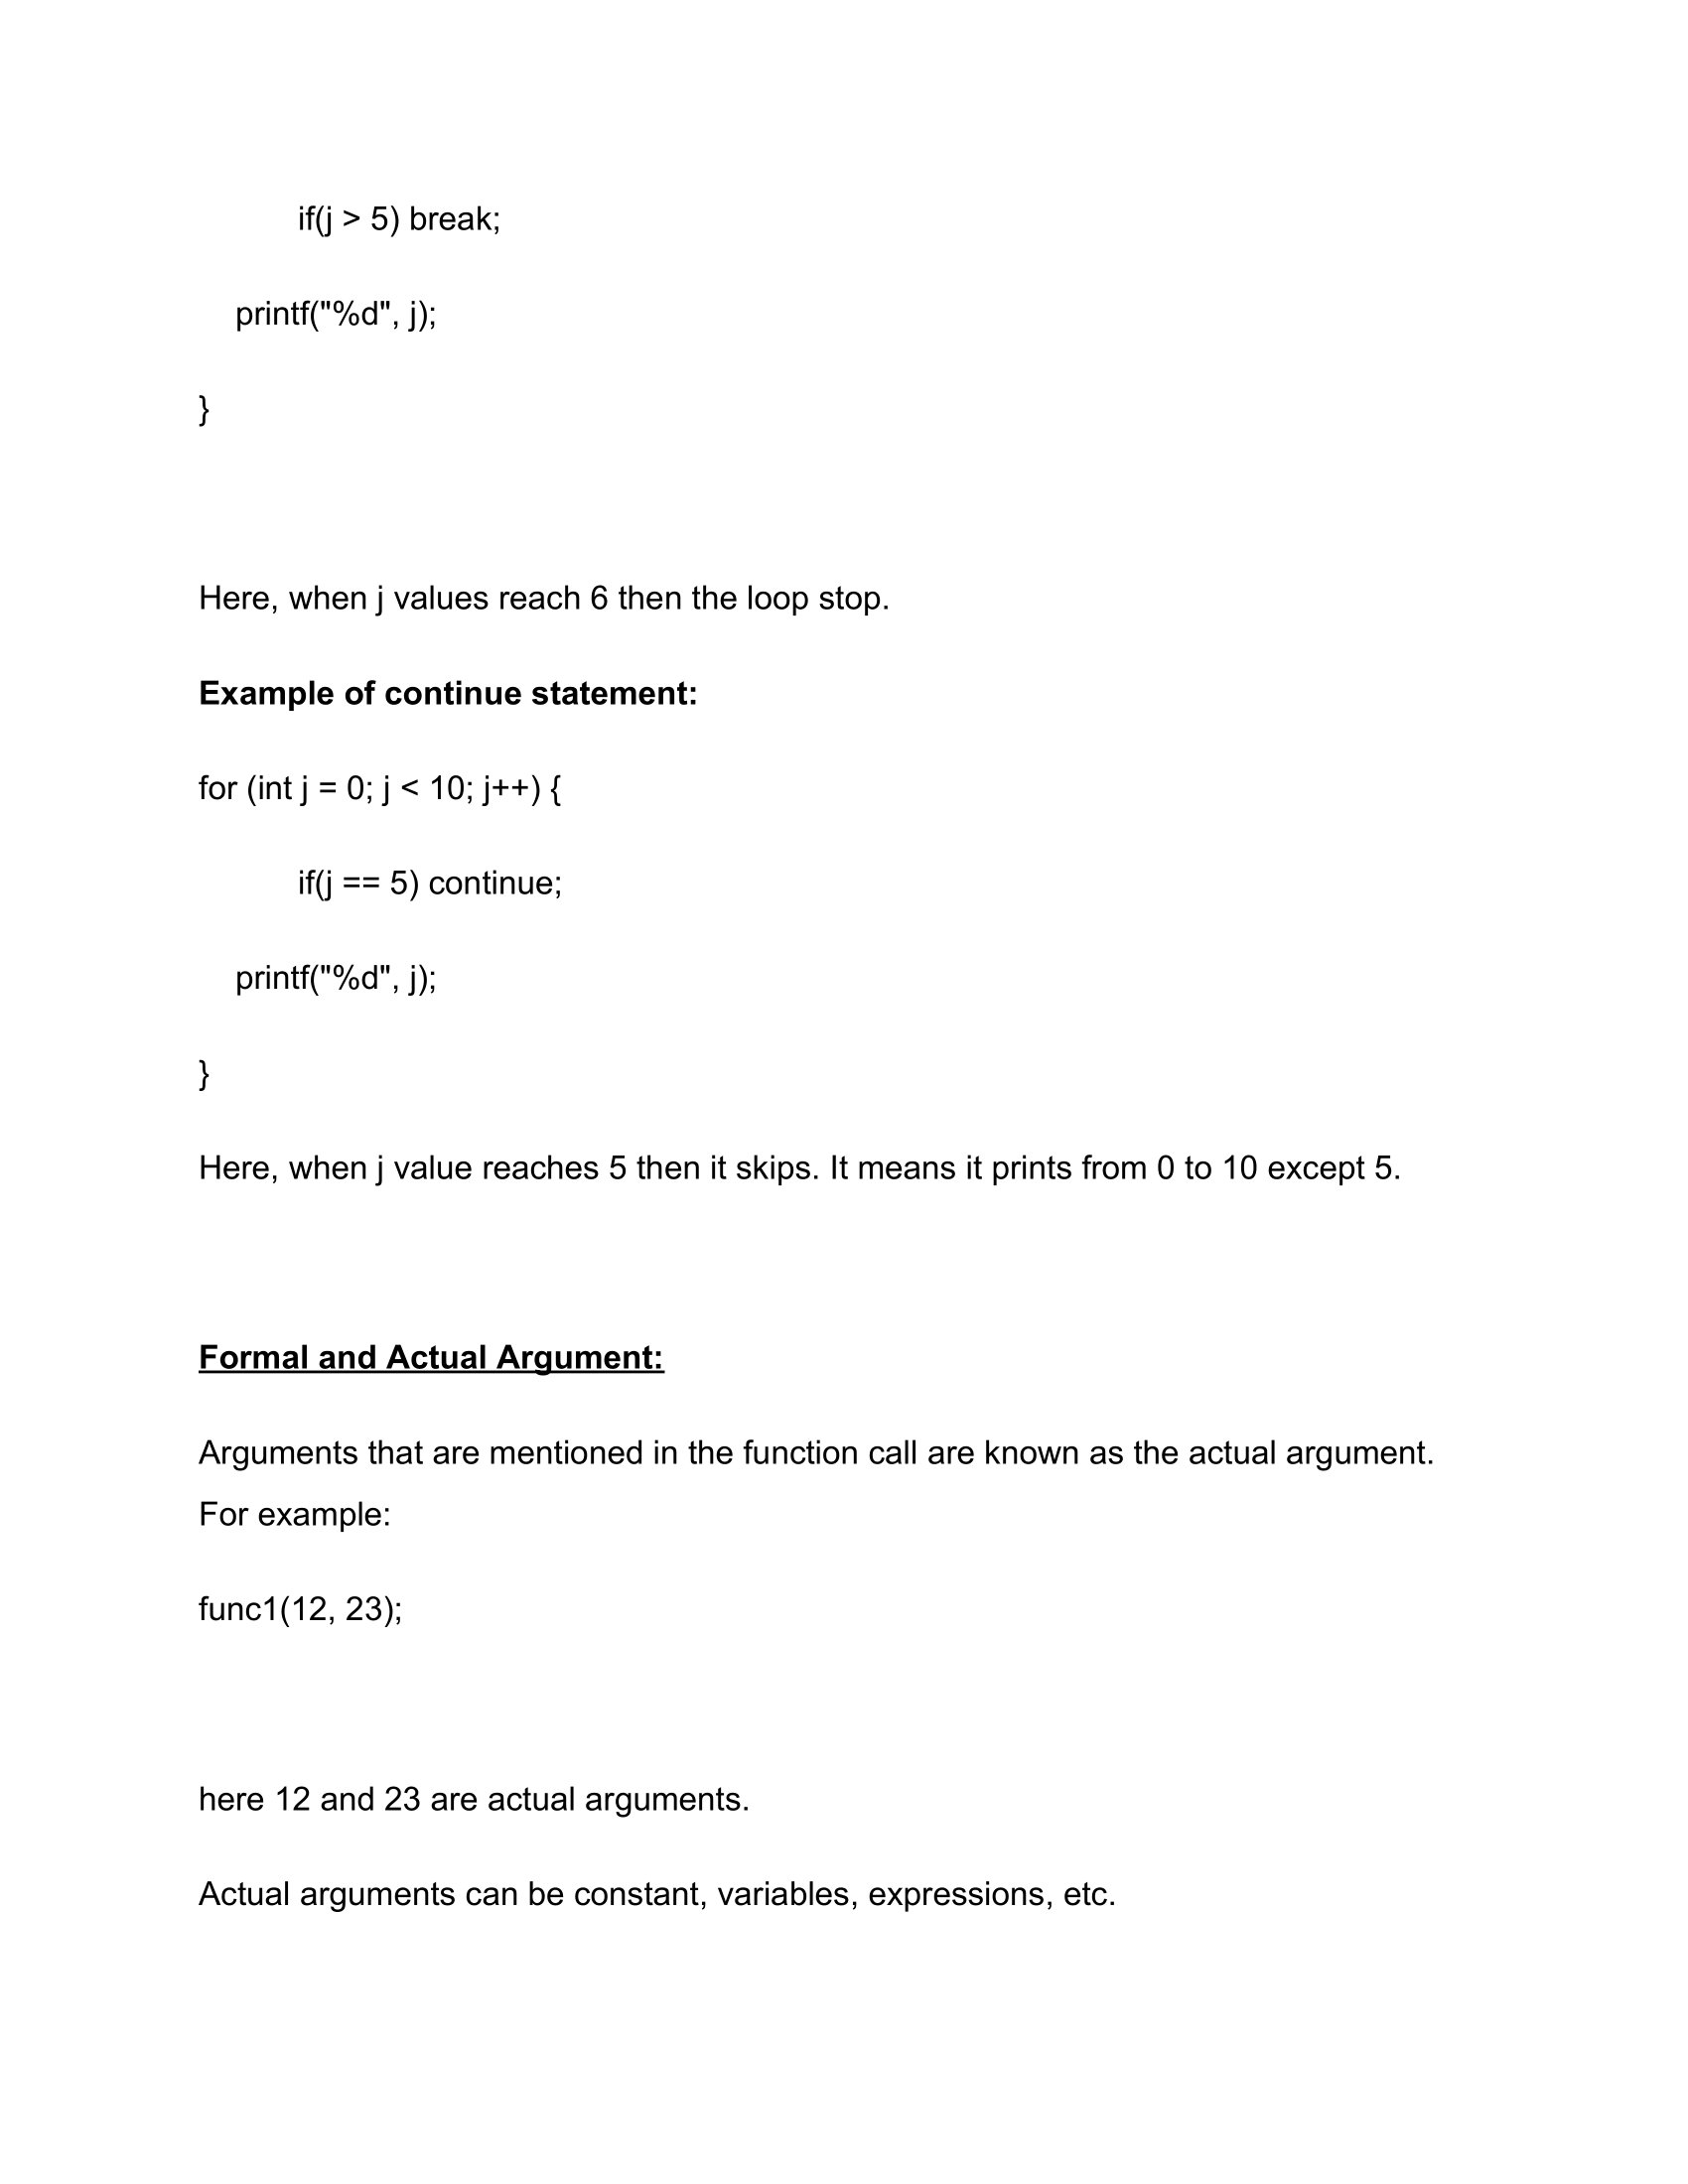 if(j > 5) break;
printf("%d", j);
}
Here, when j values reach 6 then the loop stop.
Example of continue statement:
for (int j = 0; j < 10; j++) {
if(j == 5) continue;
printf("%d", j);
}
Here, when j value reaches 5 then it skips. It means it prints from 0 to 10 except 5.
Formal and Actual Argument:
Arguments that are mentioned in the function call are known as the actual argument.
For example:
func1(12, 23);
here 12 and 23 are actual arguments.
Actual arguments can be constant, variables, expressions, etc.